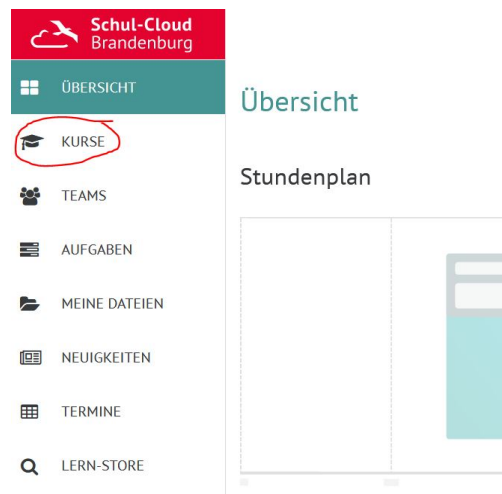 Schul-Cloud
Brandenburg
ÜBERSICHT
KURSE
TEAMS
AUFGABEN
MEINE DATEIEN
NEUIGKEITEN
TERMINE
LERN-STORE
Übersicht
Stundenplan